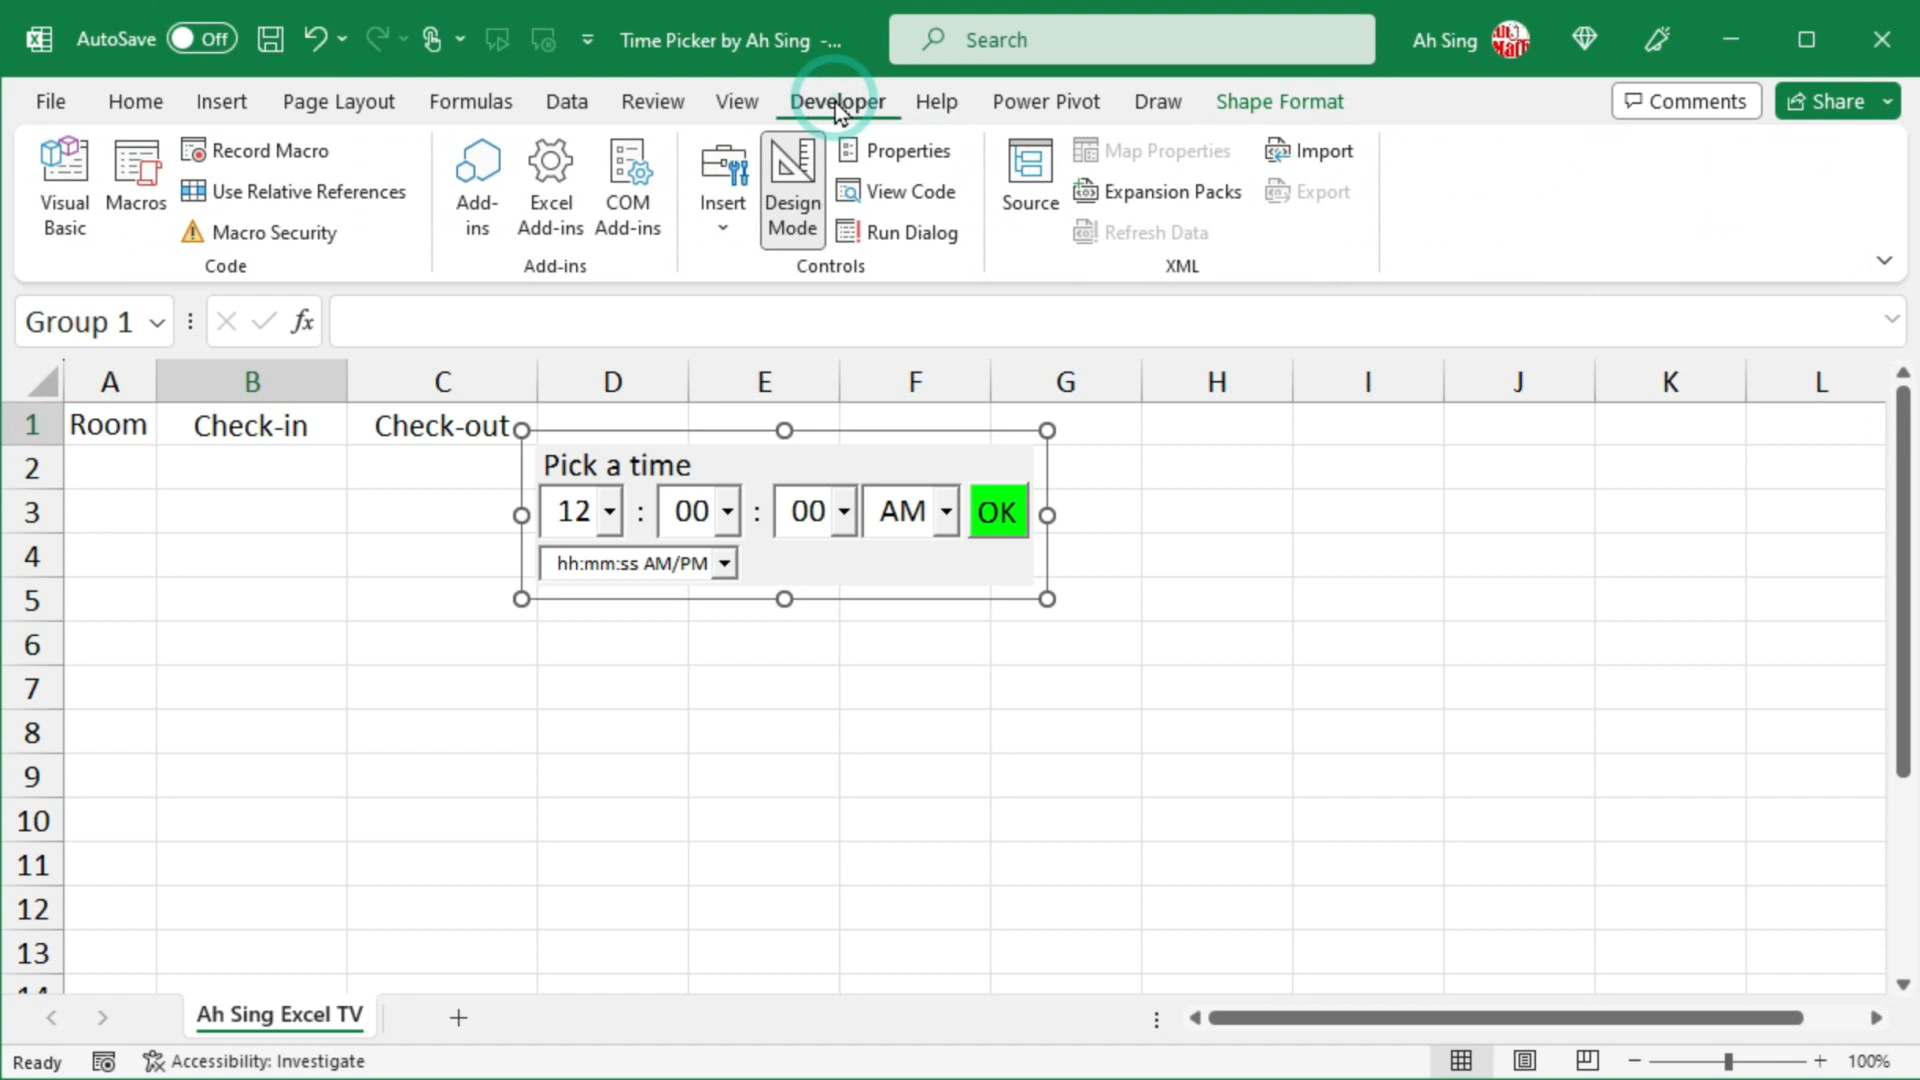 AutoSave Off Time Picker by Ah Sing -... Search Ah Sing
File Home Insert Page Layout Formulas Data Review View Developer Help Power Pivot Draw Shape Format Comments Share
Visual Basic
Macros
Record Macro
Use Relative References
Macro Security
Code
Add-ins
Excel Add-ins
COM Add-ins
Add-ins
Insert
Design Mode
Properties
View Code
Run Dialog
Controls
Source
Map Properties
Expansion Packs
Refresh Data
Import
Export
XML
Group 1 fx
A B C D E F G H I J K L
1 Room Check-in Check-out
2 Pick a time
3 12 : 00 : 00 AM OK
4 hh:mm:ss AM/PM
5
6
7
8
9
10
11
12
13
14
Ah Sing Excel TV
Ready Accessibility: Investigate 100%